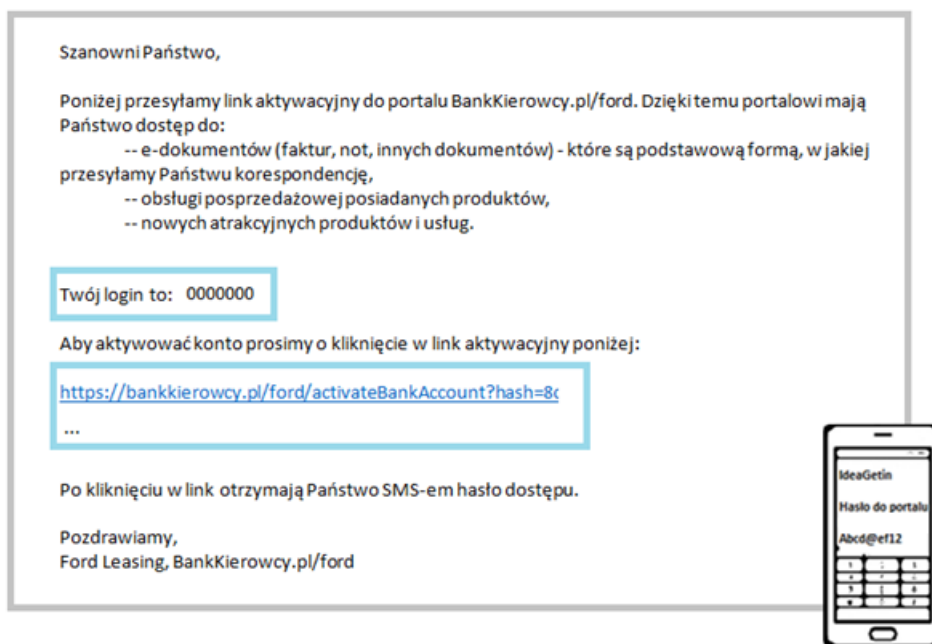 Szanowni Państwo,
Poniżej przesyłamy link aktywacyjny do portalu BankKierowcy.pl/ford. Dzięki temu portalowi mają
Państwo dostęp do:
-- e-dokumentów (faktur, not, innych dokumentów) - które są podstawową formą, w jakiej
przesyłamy Państwu korespondencję,
-- obsługi posprzedażowej posiadanych produktów,
-- nowych atrakcyjnych produktów i usług.
Twój login to: 0000000
Aby aktywować konto prosimy o kliknięcie w link aktywacyjny poniżej:
https://bankkierowcy.pl/ford/activateBankAccount?hash=8c
...
Po kliknięciu w link otrzymają Państwo SMS-em hasło dostępu.
Pozdrawiamy,
Ford Leasing, BankKierowcy.pl/ford
IdeaGetin
Hasło do portalu
Abcd@ef12